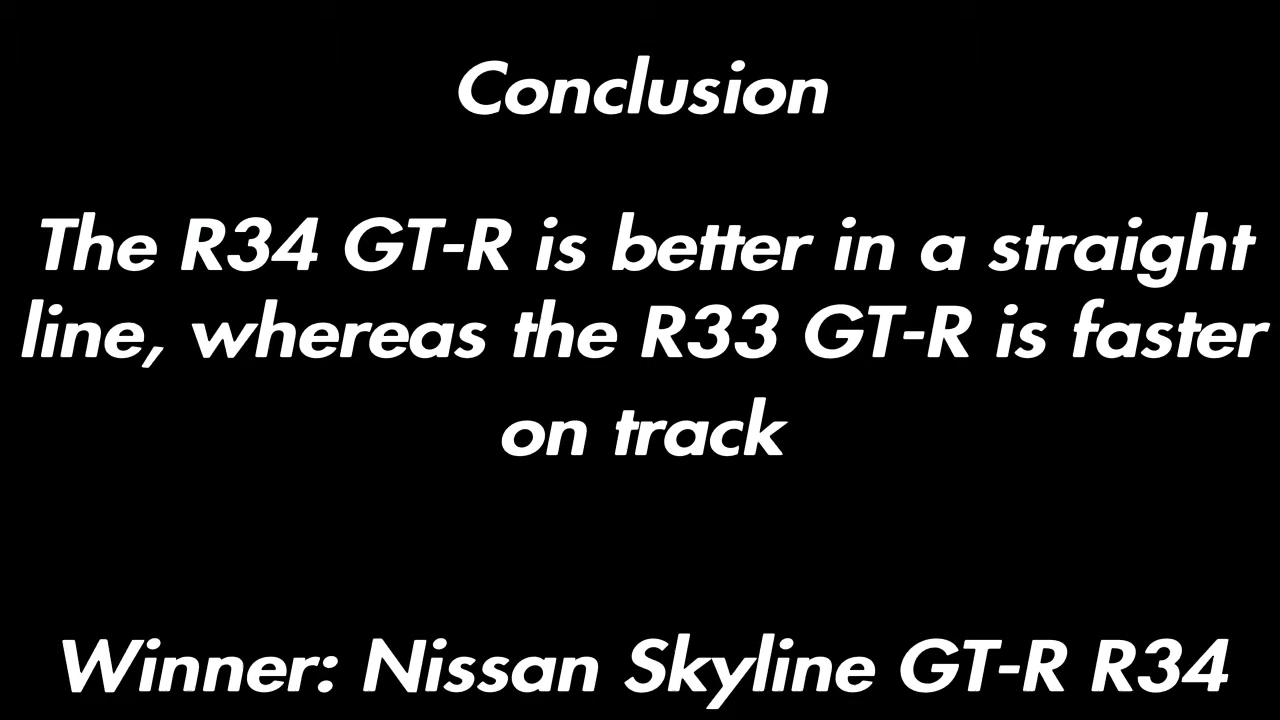 Conclusion
The R34 GT-R is better in a straight
line, whereas the R33 GT-R is faster
on track
Winner: Nissan Skyline GT-R R34